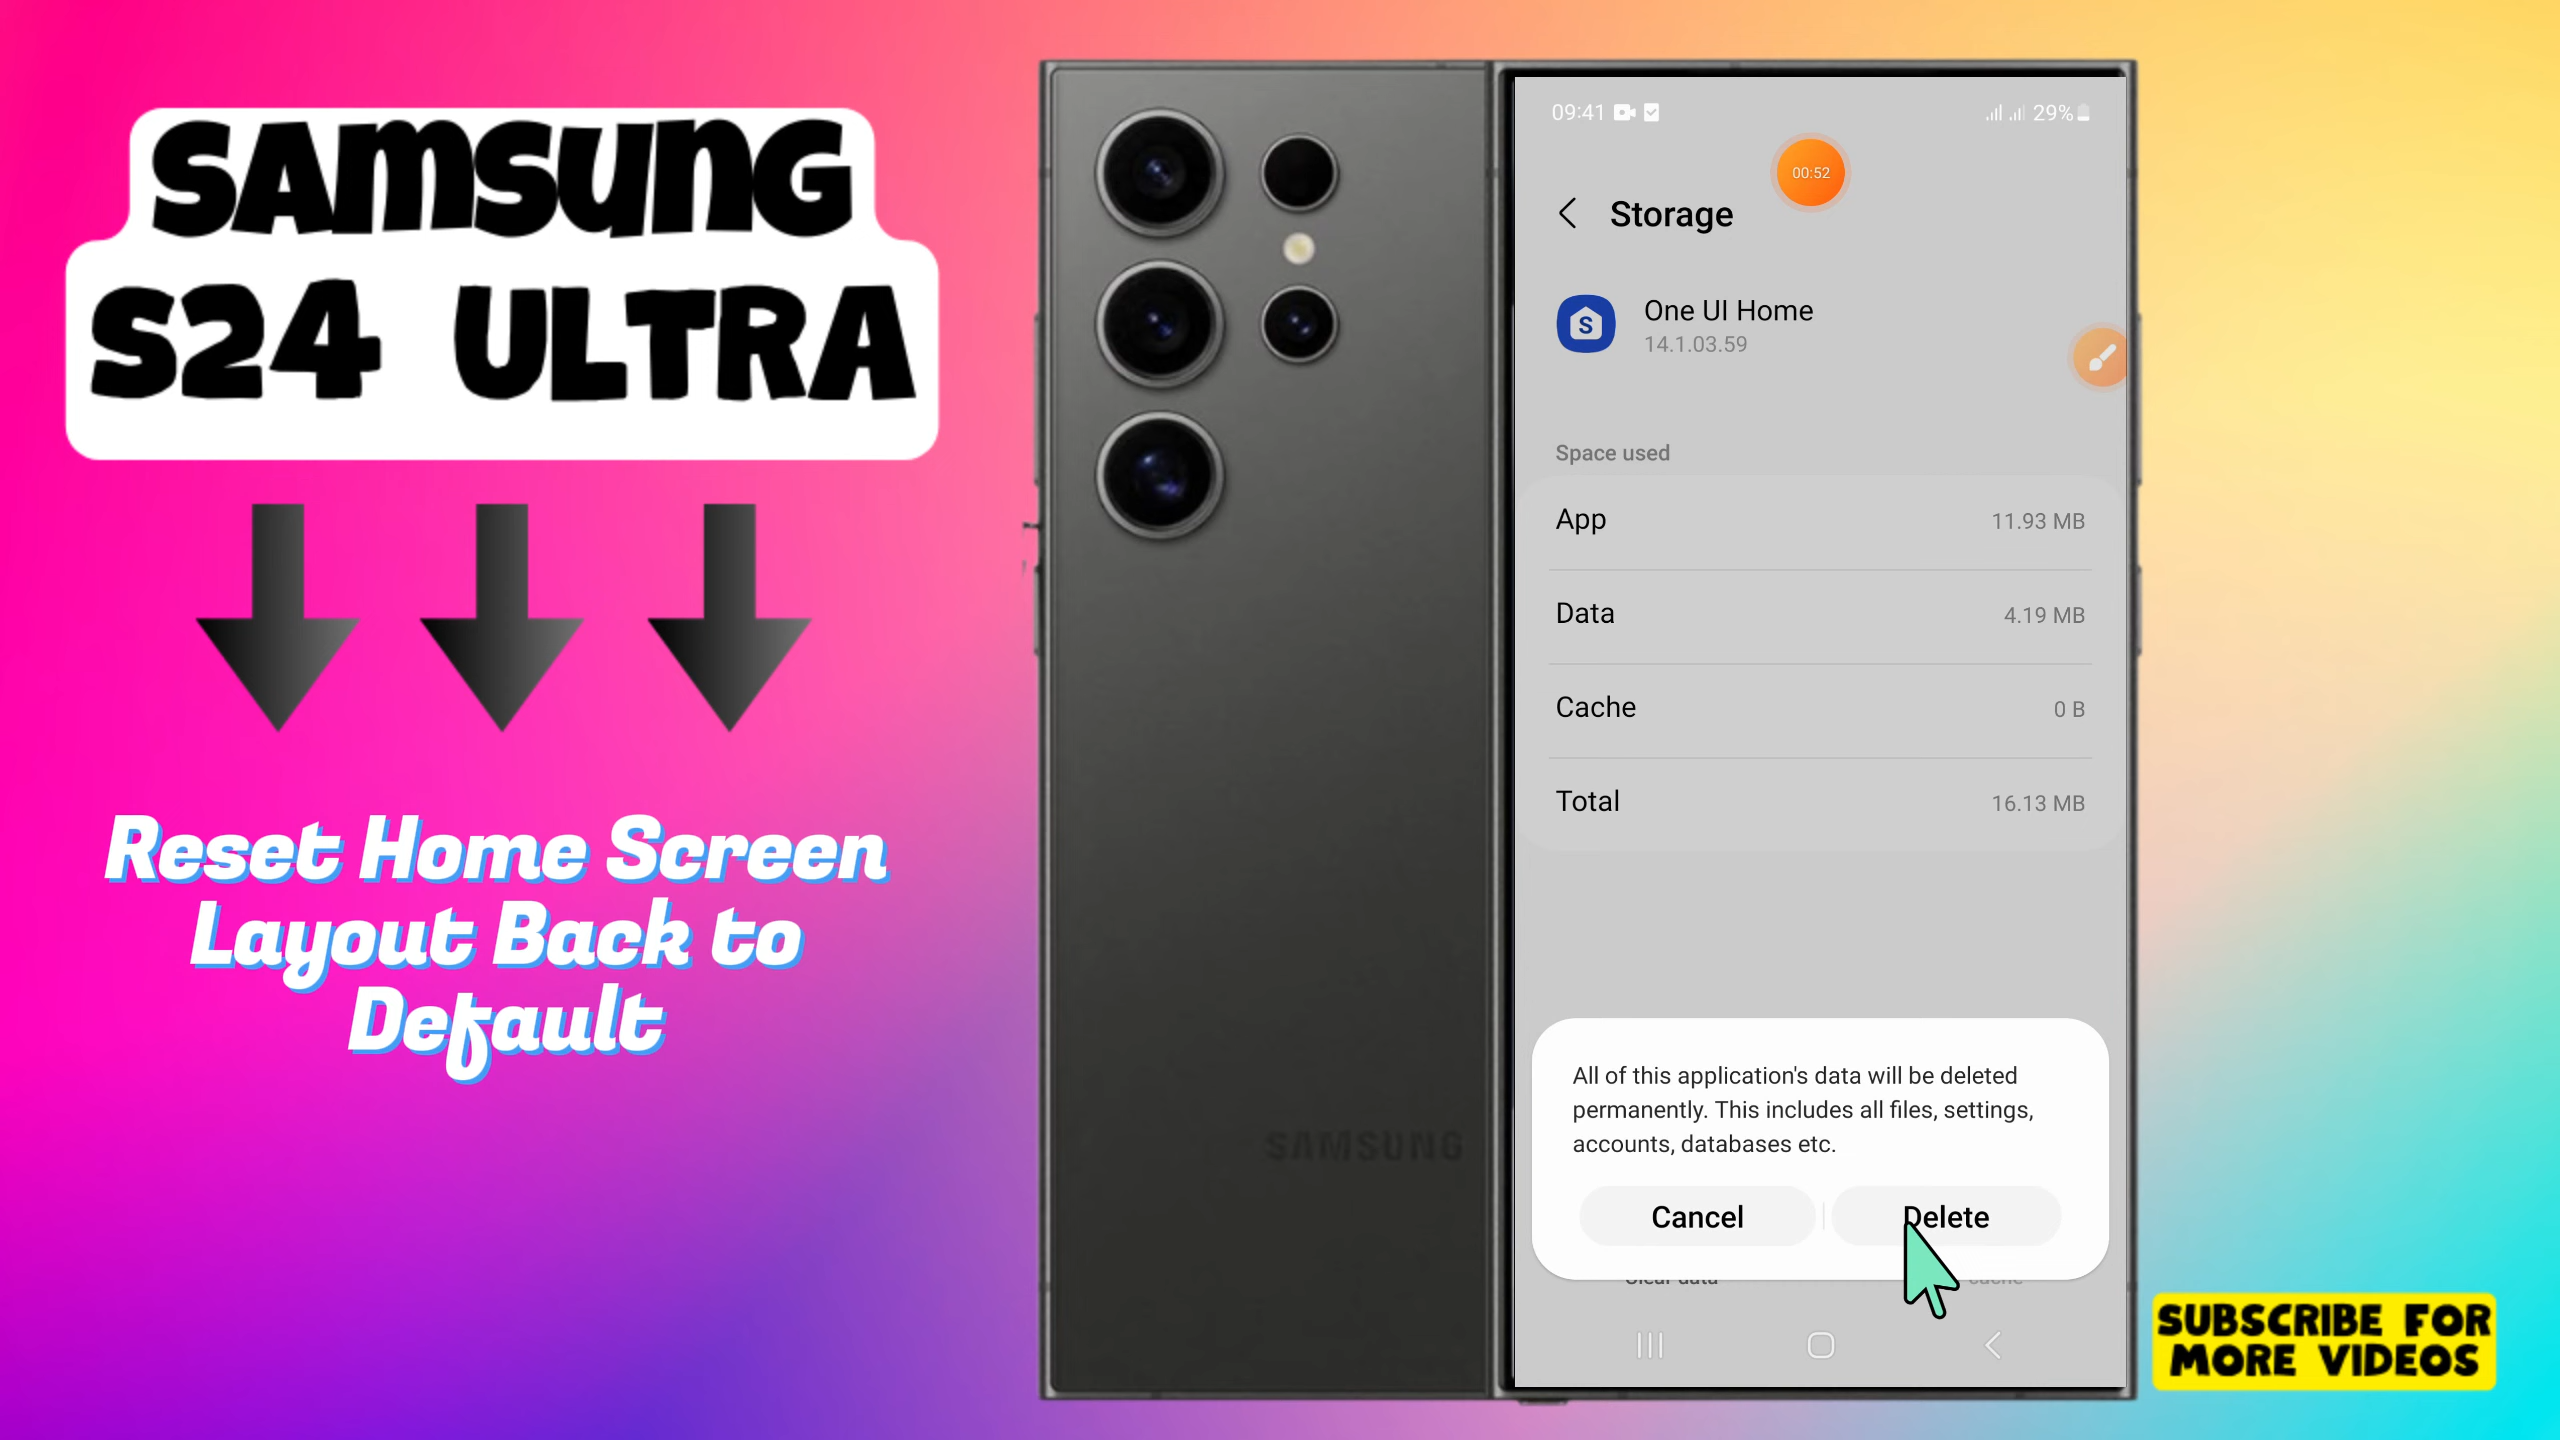 SAMSUNG
S24 ULTRA
Reset Home Screen
Layout Back to
Default
SAMSUNG
09:41
29%
00:52
Storage
One UI Home
14.1.03.59
Space used
App 11.93 MB
Data 4.19 MB
Cache 0 B
Total 16.13 MB
All of this application's data will be deleted
permanently. This includes all files, settings,
accounts, databases etc.
Cancel Delete
Clear data cache
SUBSCRIBE FOR
MORE VIDEOS